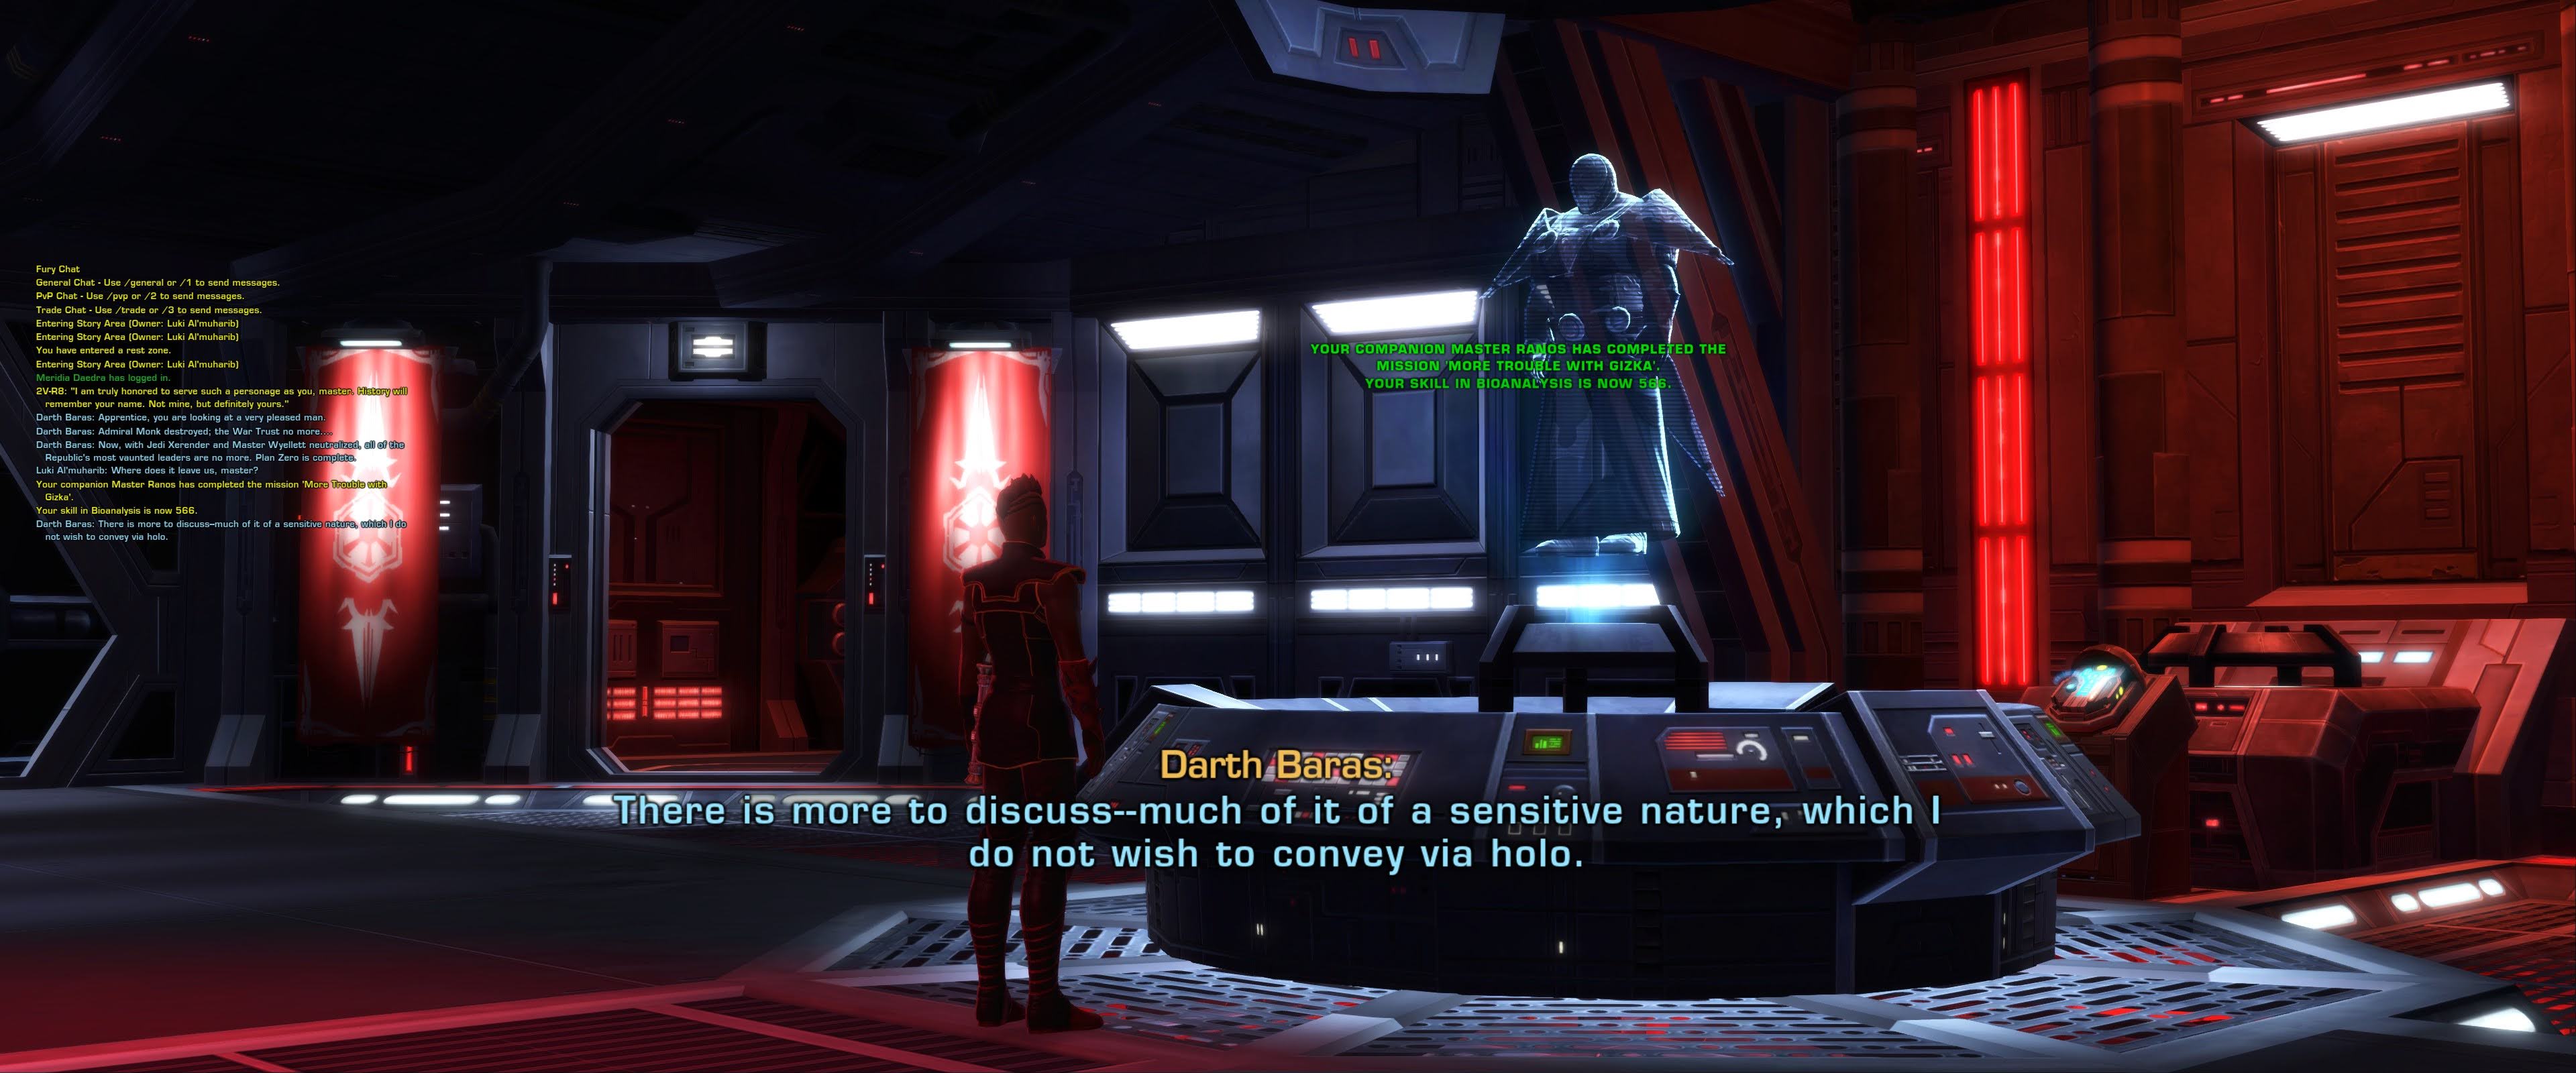 Fury Chat
General Chat - Use /general or /1 to send messages.
PvP Chat - Use /pvp or /2 to send messages.
Trade Chat - Use /trade or /3 to send messages.
Entering Story Area (Owner: Luki Al'muharib)
Entering Story Area (Owner: Luki Al'muharib)
You have entered a rest zone.
Entering Story Area (Owner: Luki Al'muharib)
Meridia Daedra has logged in.
2V-R8: "I am truly honored to serve such a personage as you, master. History will
remember your name. Not mine, but definitely yours."
Darth Baras: Apprentice, you are looking at a very pleased man.
Darth Baras: Admiral Monk destroyed; the War Trust no more....
Darth Baras: Now, with Jedi Xerender and Master Wyellett neutralized, all of the
Republic's most vaunted leaders are no more. Plan Zero is complete.
Luki Al'muharib: Where does it leave us, master?
Your companion Master Ranos has completed the mission 'More Trouble with
Gizka'.
Your skill in Bioanalysis is now 566.
Darth Baras: There is more to discuss--much of it of a sensitive nature, which I do
not wish to convey via holo.
YOUR COMPANION MASTER RANOS HAS COMPLETED THE
MISSION 'MORE TROUBLE WITH GIZKA'.
YOUR SKILL IN BIOANALYSIS IS NOW 566.
Darth Baras:
There is more to discuss--much of it of a sensitive nature, which I
do not wish to convey via holo.